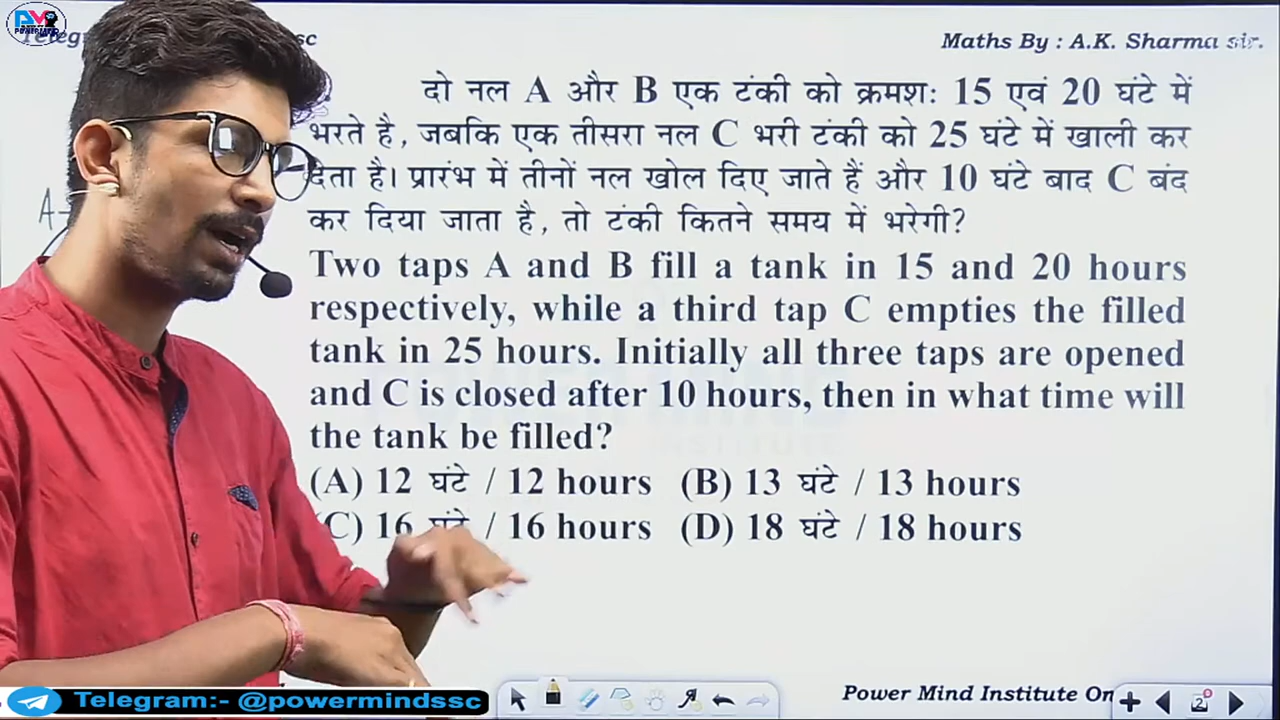 Maths By : A.K. Sharma sir.
दो नल A और B एक टंकी को क्रमशः 15 एवं 20 घंटे में
भरते है, जबकि एक तीसरा नल C भरी टंकी को 25 घंटे में खाली कर
देता है। प्रारंभ में तीनों नल खोल दिए जाते हैं और 10 घंटे बाद C बंद
कर दिया जाता है, तो टंकी कितने समय में भरेगी?
Two taps A and B fill a tank in 15 and 20 hours
respectively, while a third tap C empties the filled
tank in 25 hours. Initially all three taps are opened
and C is closed after 10 hours, then in what time will
the tank be filled?
(A) 12 घंटे / 12 hours (B) 13 घंटे / 13 hours
(C) 16 घंटे / 16 hours (D) 18 घंटे / 18 hours
Telegram:- @powermindssc
Power Mind Institute On
2